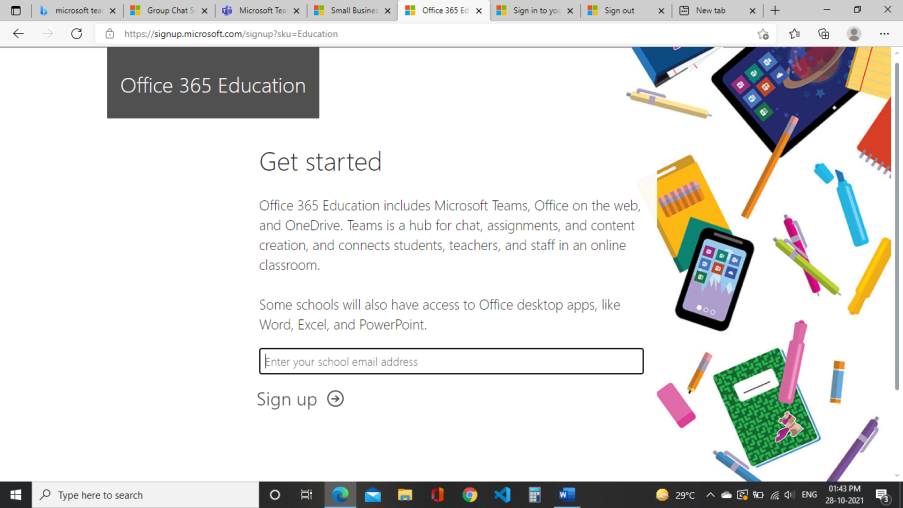 microsoft tea
Group Chat S
Microsoft Tea
Small Busines
Office 365 Ed
Sign in to you
Sign out
New tab
https://signup.microsoft.com/signup?sku=Education
Office 365 Education
Get started
Office 365 Education includes Microsoft Teams, Office on the web,
and OneDrive. Teams is a hub for chat, assignments, and content
creation, and connects students, teachers, and staff in an online
classroom.
Some schools will also have access to Office desktop apps, like
Word, Excel, and PowerPoint.
Enter your school email address
Sign up
Type here to search
29°C
ENG
01:43 PM
28-10-2021
3